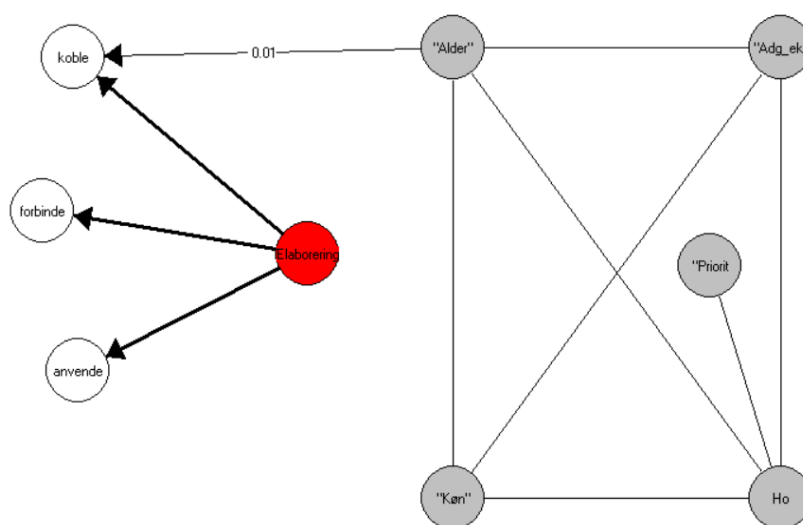 koble
0.01
"Alder"
"Adg_ek
forbinde
Elaborering
"Priorit
anvende
"Køn"
Ho